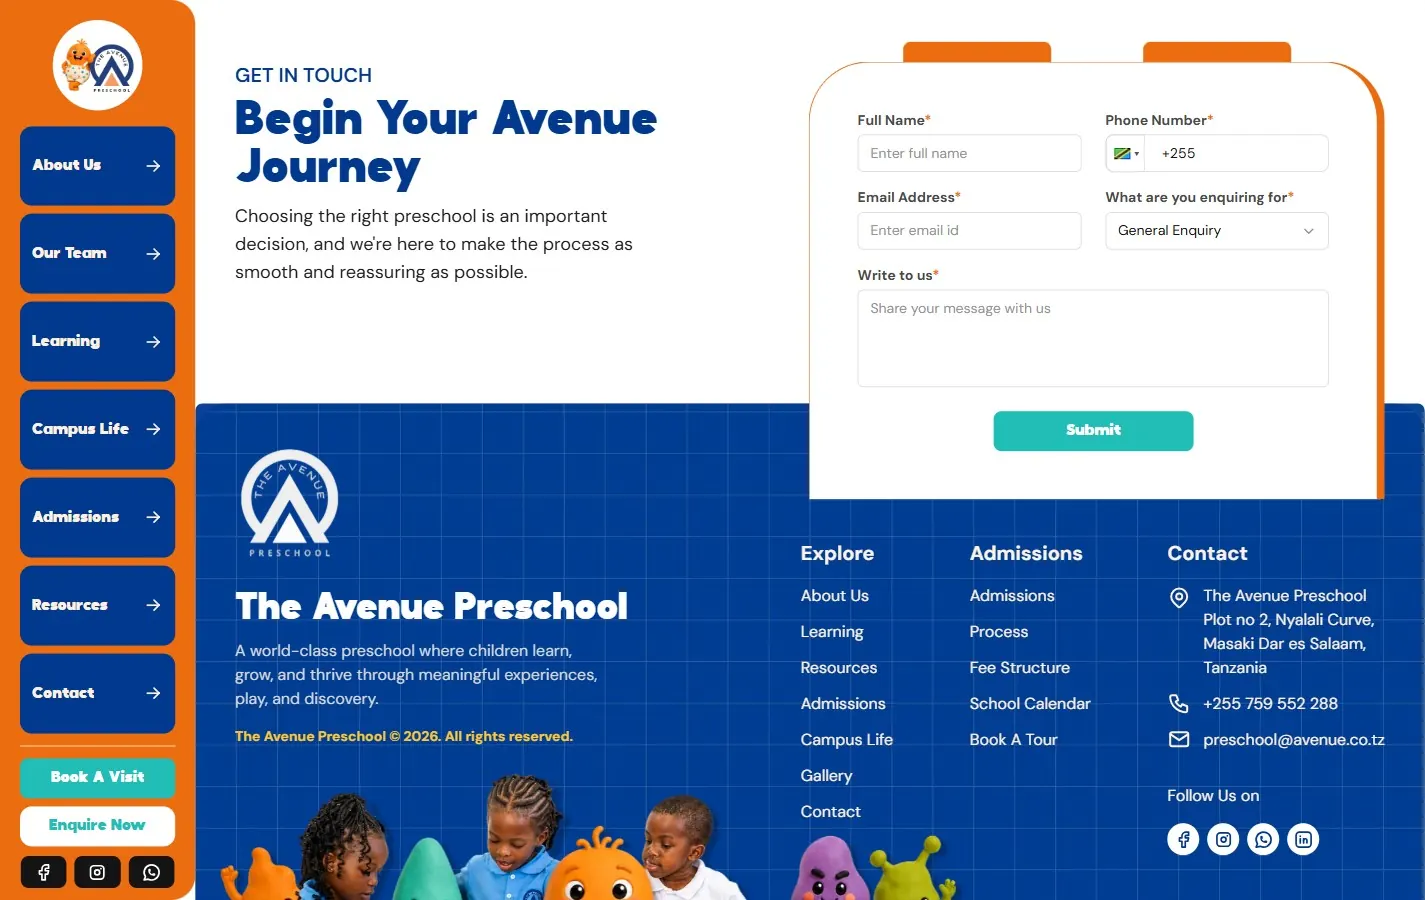 THE AVENUE
PRESCHOOL
About Us
Our Team
Learning
Campus Life
Admissions
Resources
Contact
Book A Visit
Enquire Now
GET IN TOUCH
Begin Your Avenue
Journey
Choosing the right preschool is an important
decision, and we're here to make the process as
smooth and reassuring as possible.
Full Name*
Enter full name
Phone Number*
+255
Email Address*
Enter email id
What are you enquiring for*
General Enquiry
Write to us*
Share your message with us
Submit
THE AVENUE
PRESCHOOL
The Avenue Preschool
A world-class preschool where children learn,
grow, and thrive through meaningful experiences,
play, and discovery.
The Avenue Preschool © 2026. All rights reserved.
Explore
About Us
Learning
Resources
Admissions
Campus Life
Gallery
Contact
Admissions
Admissions
Process
Fee Structure
School Calendar
Book A Tour
Contact
The Avenue Preschool
Plot no 2, Nyalali Curve,
Masaki Dar es Salaam,
Tanzania
+255 759 552 288
preschool@avenue.co.tz
Follow Us on